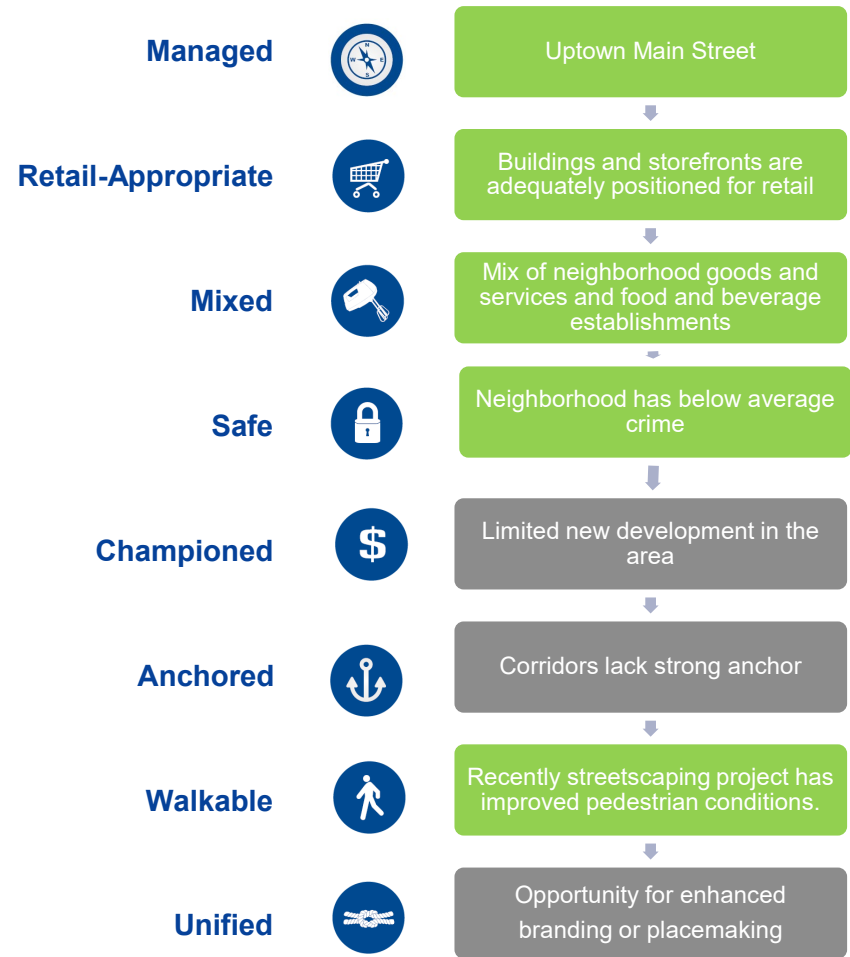 Managed
N
W E
S
Uptown Main Street
Retail-Appropriate
Buildings and storefronts are
adequately positioned for retail
Mixed
Mix of neighborhood goods and
services and food and beverage
establishments
Safe
Neighborhood has below average
crime
Championed
$
Limited new development in the
area
Anchored
Corridors lack strong anchor
Walkable
Recently streetscaping project has
improved pedestrian conditions.
Unified
Opportunity for enhanced
branding or placemaking